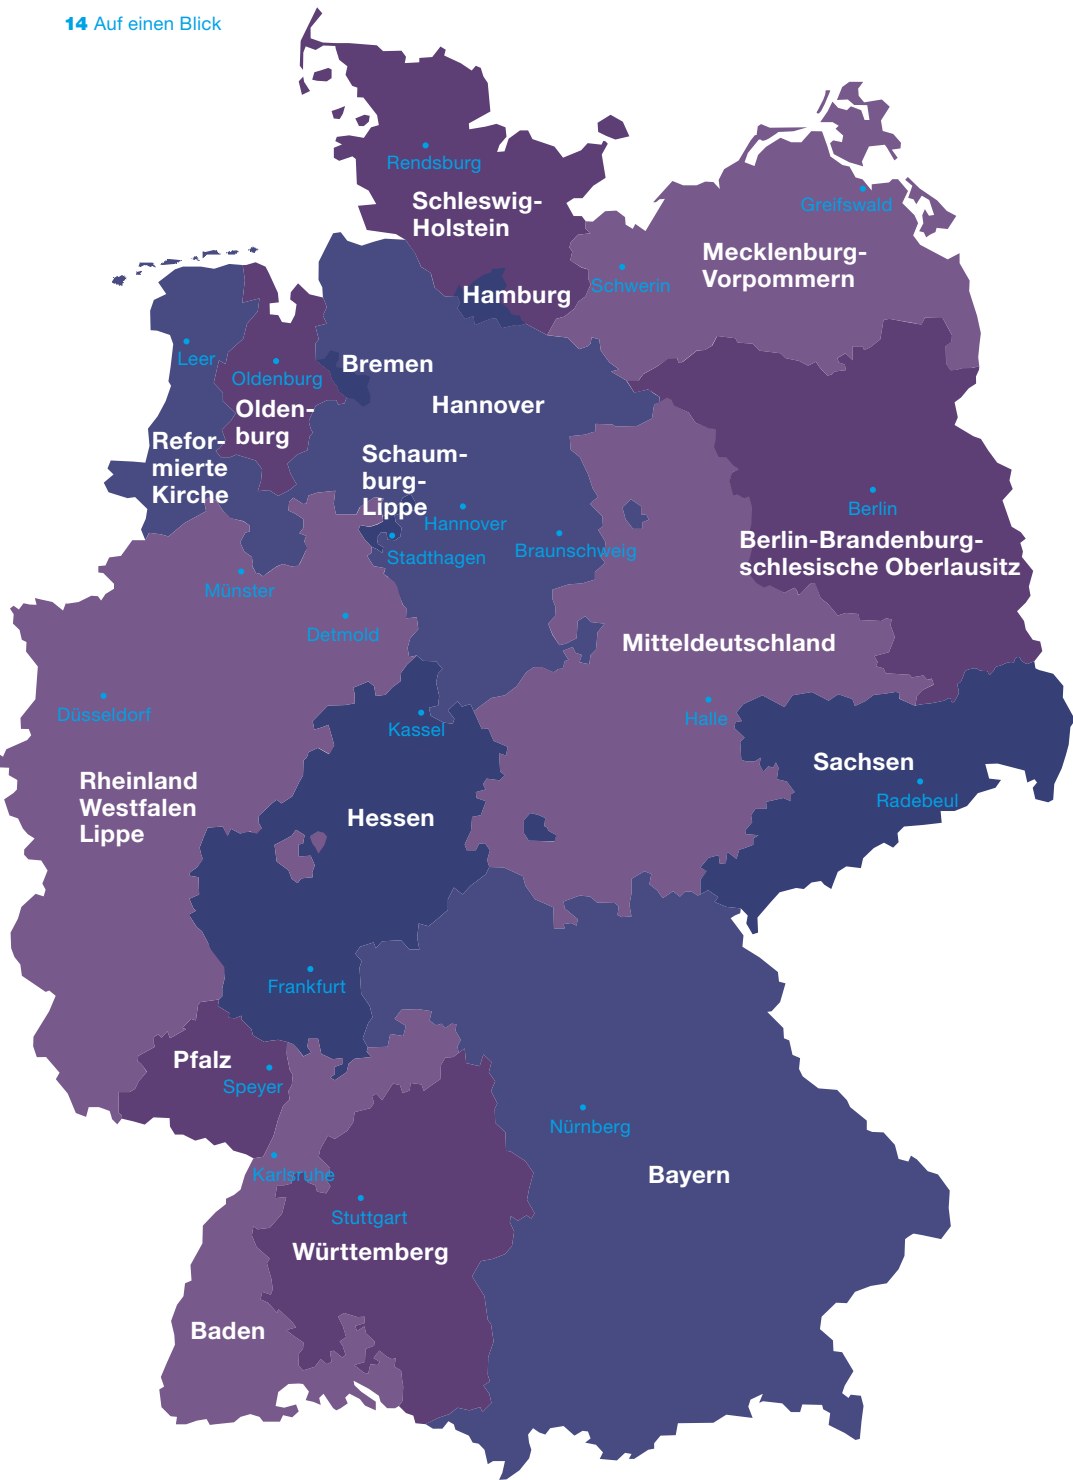 14 Auf einen Blick
Rendsburg
Schleswig-
Holstein
Greifswald
Mecklenburg-
Vorpommern
Schwerin
Hamburg
Leer
Oldenburg
Bremen
Hannover
Olden-
burg
Refor-
mierte
Kirche
Schaum-
burg-
Lippe
Hannover
Stadthagen
Braunschweig
Berlin
Berlin-Brandenburg-
schlesische Oberlausitz
Münster
Detmold
Mitteldeutschland
Düsseldorf
Kassel
Halle
Rheinland
Westfalen
Lippe
Hessen
Sachsen
Radebeul
Frankfurt
Pfalz
Speyer
Nürnberg
Karlsruhe
Bayern
Stuttgart
Württemberg
Baden